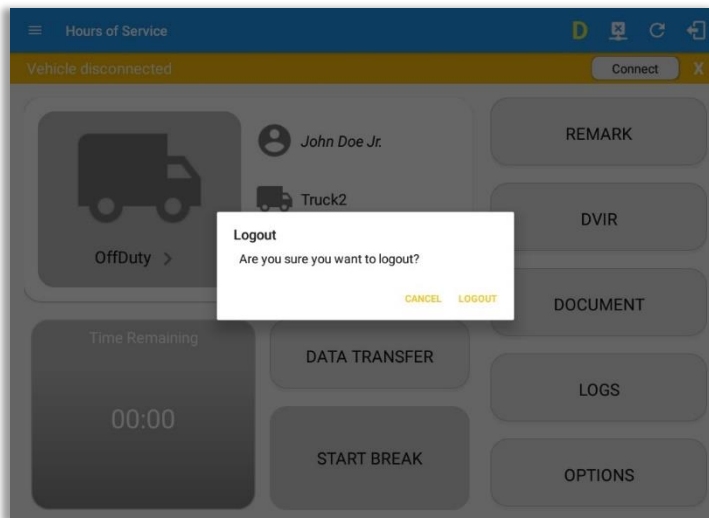 Hours of Service
D
Vehicle disconnected
Connect
X
John Doe Jr.
Truck2
OffDuty >
Logout
Are you sure you want to logout?
CANCEL LOGOUT
Time Remaining
00:00
DATA TRANSFER
START BREAK
REMARK
DVIR
DOCUMENT
LOGS
OPTIONS